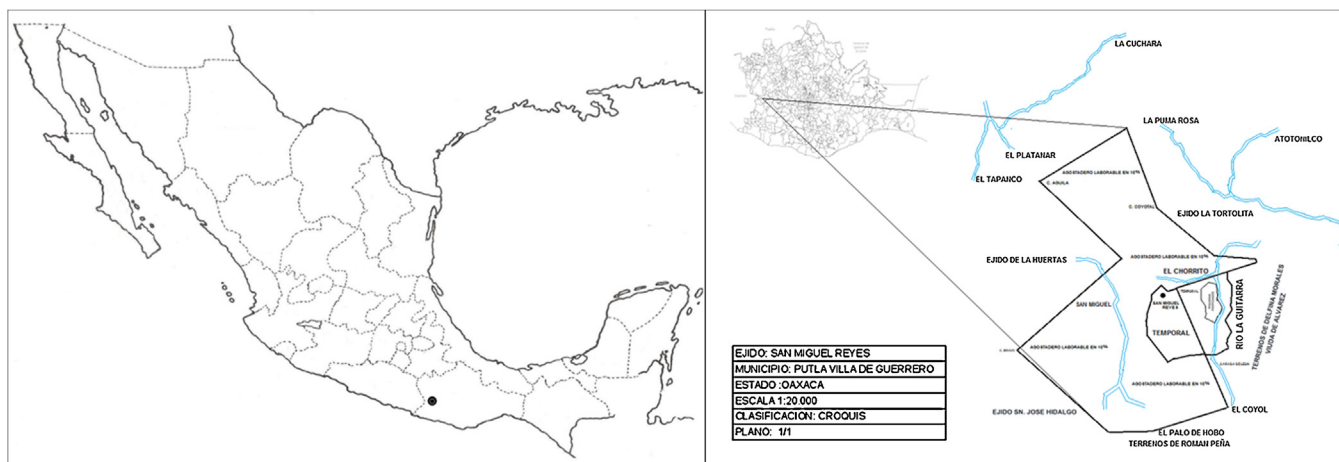 LA CUCHARA
LA PUMA ROSA
ATOTONILCO
EL PLATANAR
EL TAPANCO
AGOSTADERO LABORABLE EN 10%
C. AGUILA
C. COYOTAL
EJIDO LA TORTOLITA
EJIDO DE LA HUERTAS
AGOSTADERO LABORABLE EN 10%
EL CHORRITO
SAN MIGUEL
TEMPORAL
SAN MIGUEL
REYES
TEMPORAL
RIO LA GUITARRA
TERRENOS DE DELFINA MORALES
VIUDA DE ALVAREZ
AGOSTADERO LABORABLE EN 10%
AGOSTADERO LABORABLE EN 10%
EJIDO SN. JOSE HIDALGO
EL COYOL
EL PALO DE HOBO
TERRENOS DE ROMAN PEÑA
EJIDO: SAN MIGUEL REYES
MUNICIPIO: PUTLA VILLA DE GUERRERO
ESTADO :OAXACA
ESCALA 1:20.000
CLASIFICACION: CROQUIS
PLANO: 1/1